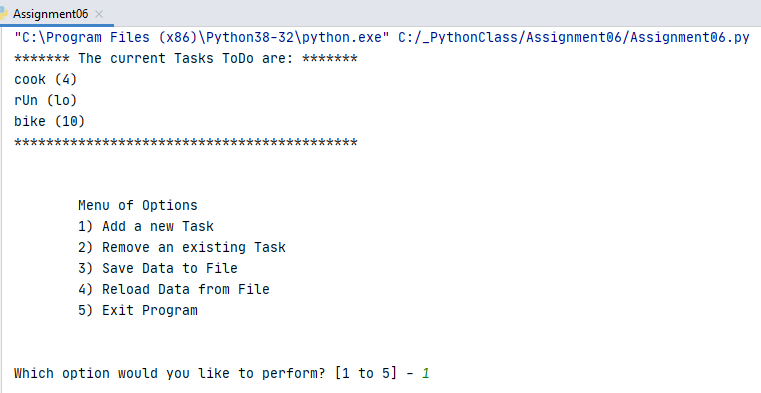 Assignment06
"C:\Program Files (x86)\Python38-32\python.exe" C:/_PythonClass/Assignment06/Assignment06.py
******* The current Tasks ToDo are: *******
cook (4)
rUn (lo)
bike (10)
*******************************************
Menu of Options
1) Add a new Task
2) Remove an existing Task
3) Save Data to File
4) Reload Data from File
5) Exit Program
Which option would you like to perform? [1 to 5] - 1